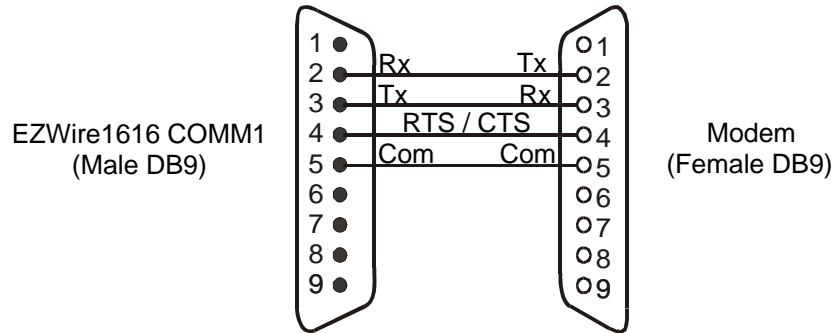 1 1
2 Rx Tx 2
3 Tx Rx 3
4 RTS / CTS 4
5 Com Com 5
6 6
7 7
8 8
9 9
EZWire1616 COMM1
(Male DB9)
Modem
(Female DB9)